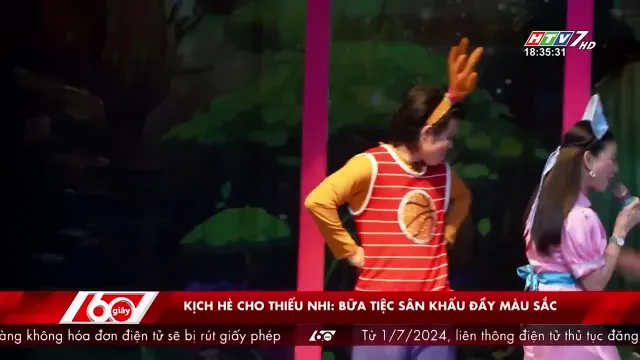 HTV7 HD
18:35:31
60 giây
KỊCH HÈ CHO THIẾU NHI: BỮA TIỆC SÂN KHẤU ĐẦY MÀU SẮC
àng không hóa đơn điện tử sẽ bị rút giấy phép 60 giây Từ 1/7/2024, liên thông điện tử thủ tục đăng